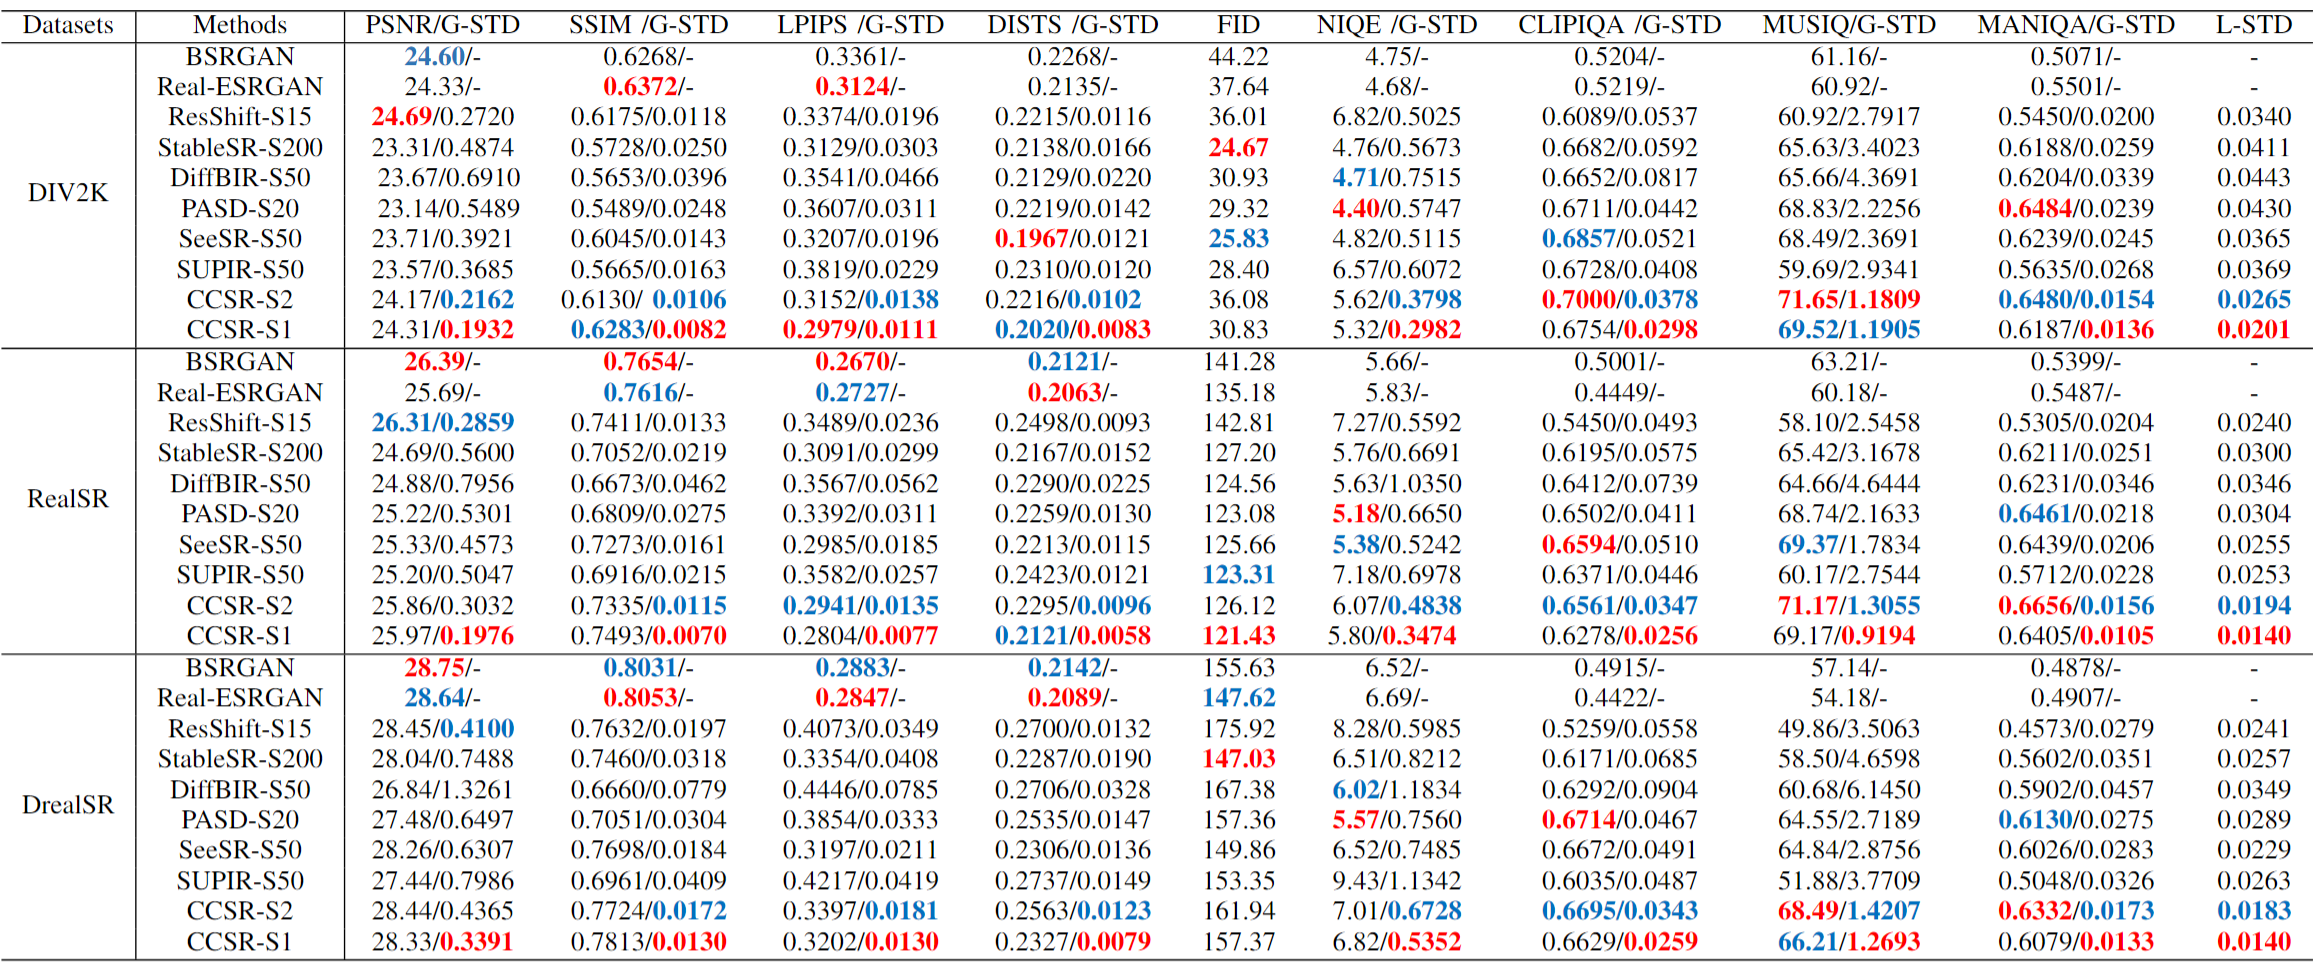 Datasets Methods PSNR/G-STD SSIM /G-STD LPIPS /G-STD DISTS /G-STD FID NIQE /G-STD CLIPIQA /G-STD MUSIQ/G-STD MANIQA/G-STD L-STD
BSRGAN 24.60/- 0.6268/- 0.3361/- 0.2268/- 44.22 4.75/- 0.5204/- 61.16/- 0.5071/- -
Real-ESRGAN 24.33/- 0.6372/- 0.3124/- 0.2135/- 37.64 4.68/- 0.5219/- 60.92/- 0.5501/- -
ResShift-S15 24.69/0.2720 0.6175/0.0118 0.3374/0.0196 0.2215/0.0116 36.01 6.82/0.5025 0.6089/0.0537 60.92/2.7917 0.5450/0.0200 0.0340
StableSR-S200 23.31/0.4874 0.5728/0.0250 0.3129/0.0303 0.2138/0.0166 24.67 4.76/0.5673 0.6682/0.0592 65.63/3.4023 0.6188/0.0259 0.0411
DiffBIR-S50 23.67/0.6910 0.5653/0.0396 0.3541/0.0466 0.2129/0.0220 30.93 4.71/0.7515 0.6652/0.0817 65.66/4.3691 0.6204/0.0339 0.0443
DIV2K
PASD-S20 23.14/0.5489 0.5489/0.0248 0.3607/0.0311 0.2219/0.0142 29.32 4.40/0.5747 0.6711/0.0442 68.83/2.2256 0.6484/0.0239 0.0430
SeeSR-S50 23.71/0.3921 0.6045/0.0143 0.3207/0.0196 0.1967/0.0121 25.83 4.82/0.5115 0.6857/0.0521 68.49/2.3691 0.6239/0.0245 0.0365
SUPIR-S50 23.57/0.3685 0.5665/0.0163 0.3819/0.0229 0.2310/0.0120 28.40 6.57/0.6072 0.6728/0.0408 59.69/2.9341 0.5635/0.0268 0.0369
CCSR-S2 24.17/0.2162 0.6130/ 0.0106 0.3152/0.0138 0.2216/0.0102 36.08 5.62/0.3798 0.7000/0.0378 71.65/1.1809 0.6480/0.0154 0.0265
CCSR-S1 24.31/0.1932 0.6283/0.0082 0.2979/0.0111 0.2020/0.0083 30.83 5.32/0.2982 0.6754/0.0298 69.52/1.1905 0.6187/0.0136 0.0201
BSRGAN 26.39/- 0.7654/- 0.2670/- 0.2121/- 141.28 5.66/- 0.5001/- 63.21/- 0.5399/- -
Real-ESRGAN 25.69/- 0.7616/- 0.2727/- 0.2063/- 135.18 5.83/- 0.4449/- 60.18/- 0.5487/- -
ResShift-S15 26.31/0.2859 0.7411/0.0133 0.3489/0.0236 0.2498/0.0093 142.81 7.27/0.5592 0.5450/0.0493 58.10/2.5458 0.5305/0.0204 0.0240
StableSR-S200 24.69/0.5600 0.7052/0.0219 0.3091/0.0299 0.2167/0.0152 127.20 5.76/0.6691 0.6195/0.0575 65.42/3.1678 0.6211/0.0251 0.0300
DiffBIR-S50 24.88/0.7956 0.6673/0.0462 0.3567/0.0562 0.2290/0.0225 124.56 5.63/1.0350 0.6412/0.0739 64.66/4.6444 0.6231/0.0346 0.0346
RealSR
PASD-S20 25.22/0.5301 0.6809/0.0275 0.3392/0.0311 0.2259/0.0130 123.08 5.18/0.6650 0.6502/0.0411 68.74/2.1633 0.6461/0.0218 0.0304
SeeSR-S50 25.33/0.4573 0.7273/0.0161 0.2985/0.0185 0.2213/0.0115 125.66 5.38/0.5242 0.6594/0.0510 69.37/1.7834 0.6439/0.0206 0.0255
SUPIR-S50 25.20/0.5047 0.6916/0.0215 0.3582/0.0257 0.2423/0.0121 123.31 7.18/0.6978 0.6371/0.0446 60.17/2.7544 0.5712/0.0228 0.0253
CCSR-S2 25.86/0.3032 0.7335/0.0115 0.2941/0.0135 0.2295/0.0096 126.12 6.07/0.4838 0.6561/0.0347 71.17/1.3055 0.6656/0.0156 0.0194
CCSR-S1 25.97/0.1976 0.7493/0.0070 0.2804/0.0077 0.2121/0.0058 121.43 5.80/0.3474 0.6278/0.0256 69.17/0.9194 0.6405/0.0105 0.0140
BSRGAN 28.75/- 0.8031/- 0.2883/- 0.2142/- 155.63 6.52/- 0.4915/- 57.14/- 0.4878/- -
Real-ESRGAN 28.64/- 0.8053/- 0.2847/- 0.2089/- 147.62 6.69/- 0.4422/- 54.18/- 0.4907/- -
ResShift-S15 28.45/0.4100 0.7632/0.0197 0.4073/0.0349 0.2700/0.0132 175.92 8.28/0.5985 0.5259/0.0558 49.86/3.5063 0.4573/0.0279 0.0241
StableSR-S200 28.04/0.7488 0.7460/0.0318 0.3354/0.0408 0.2287/0.0190 147.03 6.51/0.8212 0.6171/0.0685 58.50/4.6598 0.5602/0.0351 0.0257
DiffBIR-S50 26.84/1.3261 0.6660/0.0779 0.4446/0.0785 0.2706/0.0328 167.38 6.02/1.1834 0.6292/0.0904 60.68/6.1450 0.5902/0.0457 0.0349
DrealSR
PASD-S20 27.48/0.6497 0.7051/0.0304 0.3854/0.0333 0.2535/0.0147 157.36 5.57/0.7560 0.6714/0.0467 64.55/2.7189 0.6130/0.0275 0.0289
SeeSR-S50 28.26/0.6307 0.7698/0.0184 0.3197/0.0211 0.2306/0.0136 149.86 6.52/0.7485 0.6672/0.0491 64.84/2.8756 0.6026/0.0283 0.0229
SUPIR-S50 27.44/0.7986 0.6961/0.0409 0.4217/0.0419 0.2737/0.0149 153.35 9.43/1.1342 0.6035/0.0487 51.88/3.7709 0.5048/0.0326 0.0263
CCSR-S2 28.44/0.4365 0.7724/0.0172 0.3397/0.0181 0.2563/0.0123 161.94 7.01/0.6728 0.6695/0.0343 68.49/1.4207 0.6332/0.0173 0.0183
CCSR-S1 28.33/0.3391 0.7813/0.0130 0.3202/0.0130 0.2327/0.0079 157.37 6.82/0.5352 0.6629/0.0259 66.21/1.2693 0.6079/0.0133 0.0140